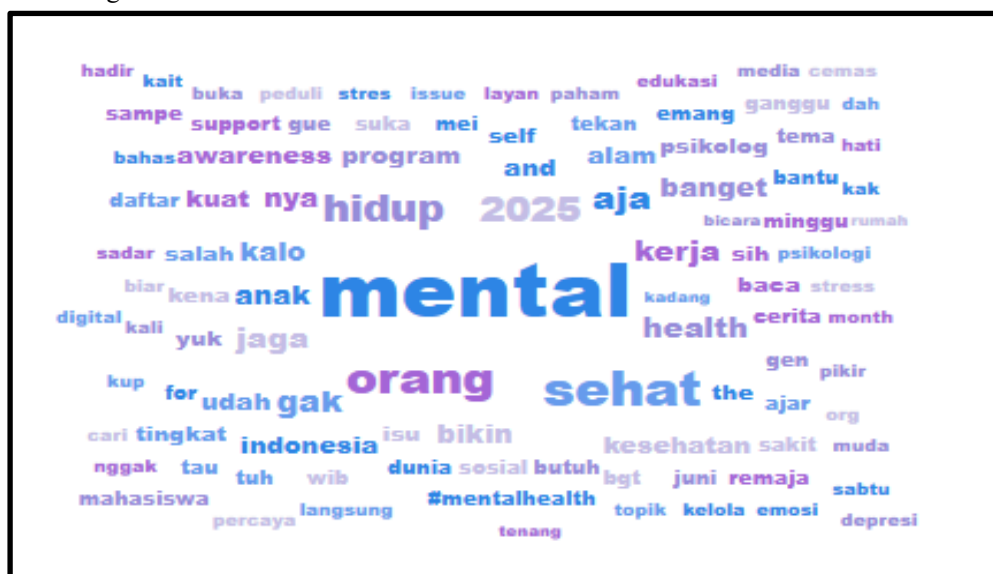 hadir kait media cemas
buka peduli stres issue layan paham edukasi
sampe support gue suka mei self tekan emang ganggu dah
bahas awareness program and alam psikolog tema hati
daftar kuat nya hidup 2025 aja banget bantu kak
bicara minggu rumah
sadar salah kalo kerja sih psikologi
biar kena anak mental kadang baca stress
digital kali yuk jaga health cerita month
orang sehat gen pikir
kup for udah gak the ajar org
cari tingkat indonesia isu bikin kesehatan sakit muda
nggak tau tuh wib dunia sosial butuh bgt juni remaja sabtu
mahasiswa percaya langsung #mentalhealth topik kelola emosi depresi
tenang